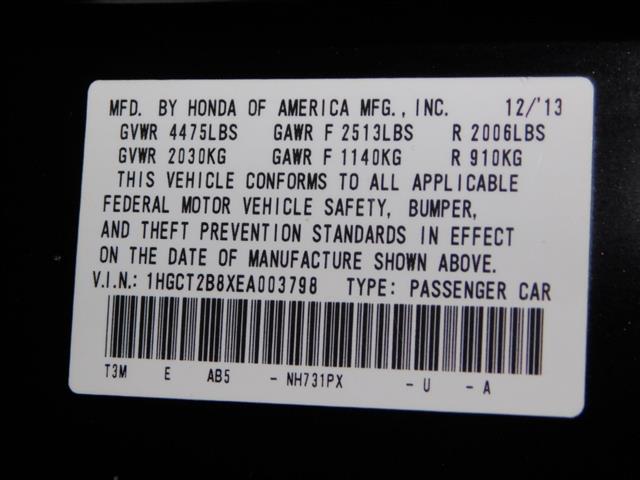 MFD. BY HONDA OF AMERICA MFG., INC. 12/'13
GVWR 4475LBS GAWR F 2513LBS R 2006LBS
GVWR 2030KG GAWR F 1140KG R 910KG
THIS VEHICLE CONFORMS TO ALL APPLICABLE
FEDERAL MOTOR VEHICLE SAFETY, BUMPER,
AND THEFT PREVENTION STANDARDS IN EFFECT
ON THE DATE OF MANUFACTURE SHOWN ABOVE.
V.I.N.: 1HGCT2B8XEA003798 TYPE: PASSENGER CAR
T3M E AB5 - NH731PX - U - A